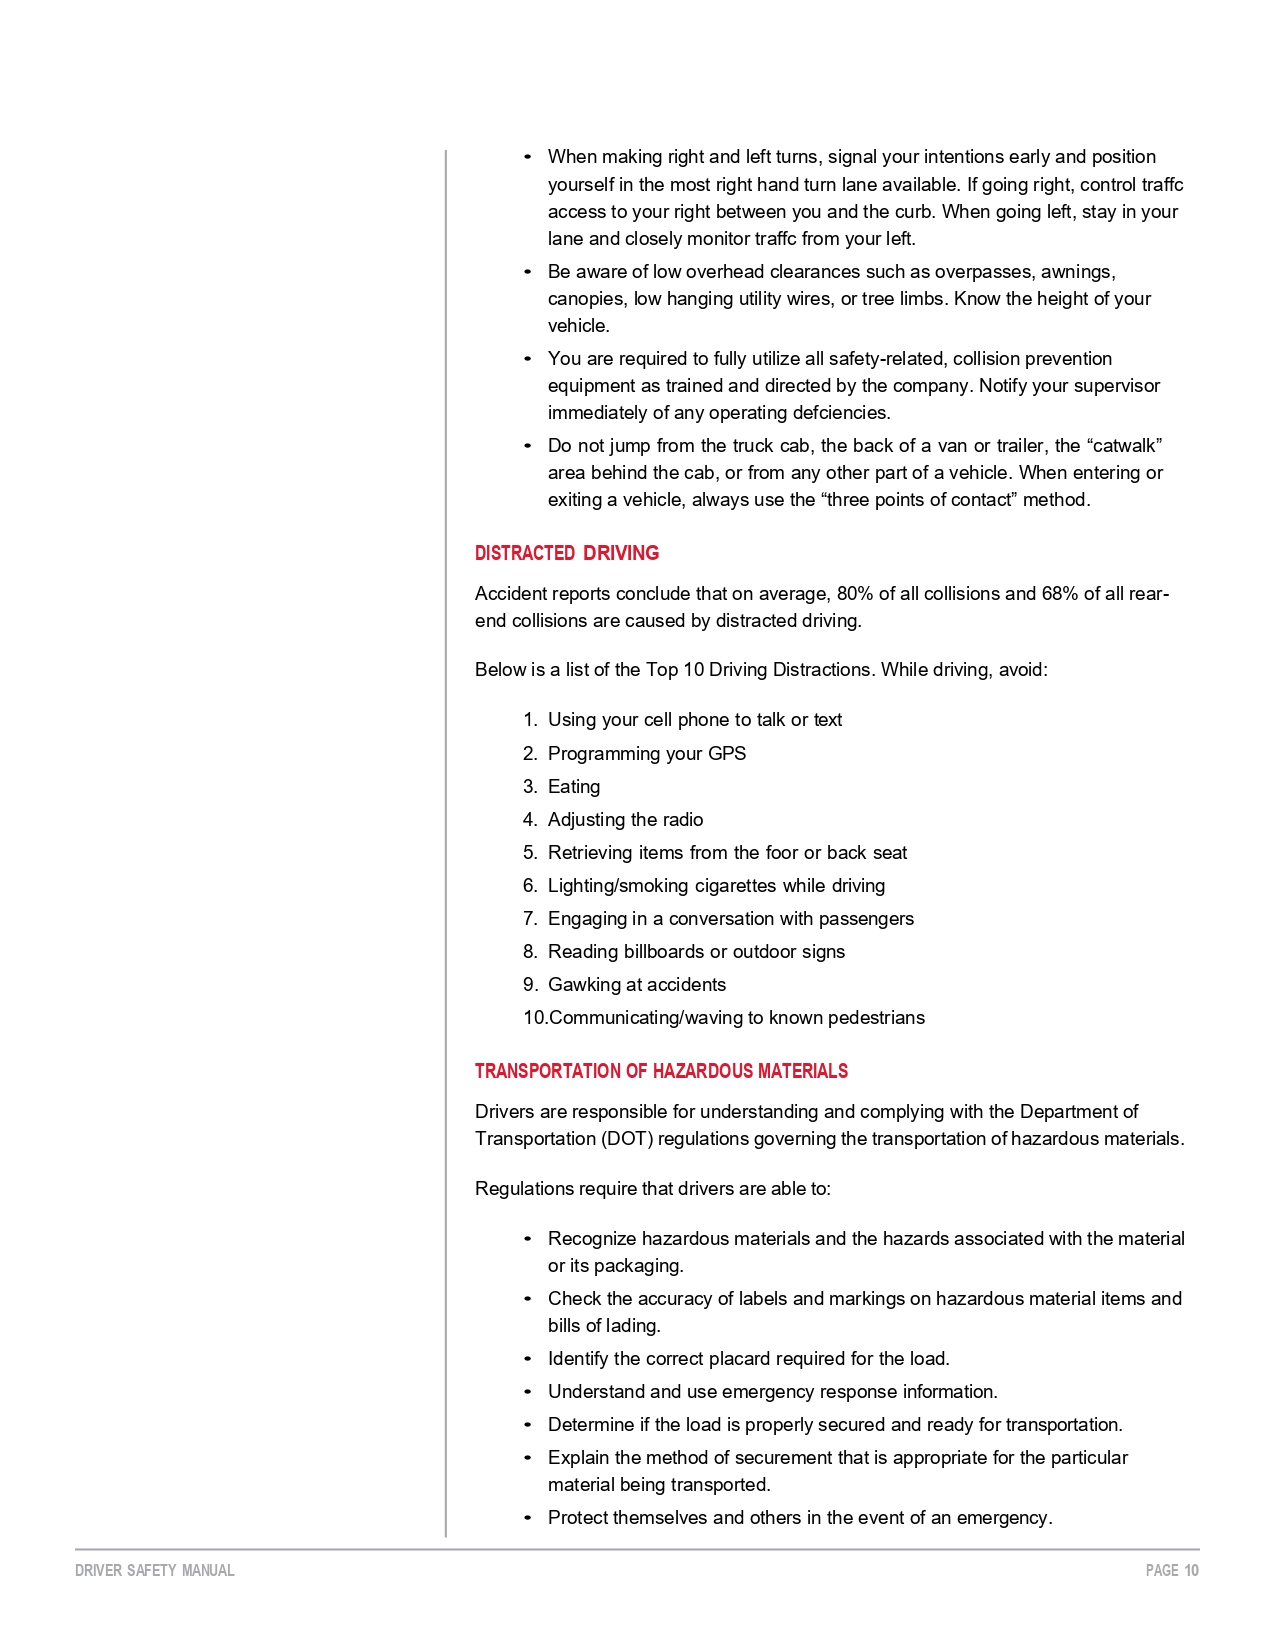 • When making right and left turns, signal your intentions early and position
yourself in the most right hand turn lane available. If going right, control traffc
access to your right between you and the curb. When going left, stay in your
lane and closely monitor traffc from your left.
• Be aware of low overhead clearances such as overpasses, awnings,
canopies, low hanging utility wires, or tree limbs. Know the height of your
vehicle.
• You are required to fully utilize all safety-related, collision prevention
equipment as trained and directed by the company. Notify your supervisor
immediately of any operating defciencies.
• Do not jump from the truck cab, the back of a van or trailer, the “catwalk”
area behind the cab, or from any other part of a vehicle. When entering or
exiting a vehicle, always use the “three points of contact” method.
DISTRACTED DRIVING
Accident reports conclude that on average, 80% of all collisions and 68% of all rear-
end collisions are caused by distracted driving.
Below is a list of the Top 10 Driving Distractions. While driving, avoid:
1. Using your cell phone to talk or text
2. Programming your GPS
3. Eating
4. Adjusting the radio
5. Retrieving items from the foor or back seat
6. Lighting/smoking cigarettes while driving
7. Engaging in a conversation with passengers
8. Reading billboards or outdoor signs
9. Gawking at accidents
10.Communicating/waving to known pedestrians
TRANSPORTATION OF HAZARDOUS MATERIALS
Drivers are responsible for understanding and complying with the Department of
Transportation (DOT) regulations governing the transportation of hazardous materials.
Regulations require that drivers are able to:
• Recognize hazardous materials and the hazards associated with the material
or its packaging.
• Check the accuracy of labels and markings on hazardous material items and
bills of lading.
• Identify the correct placard required for the load.
• Understand and use emergency response information.
• Determine if the load is properly secured and ready for transportation.
• Explain the method of securement that is appropriate for the particular
material being transported.
• Protect themselves and others in the event of an emergency.
DRIVER SAFETY MANUAL
PAGE 10